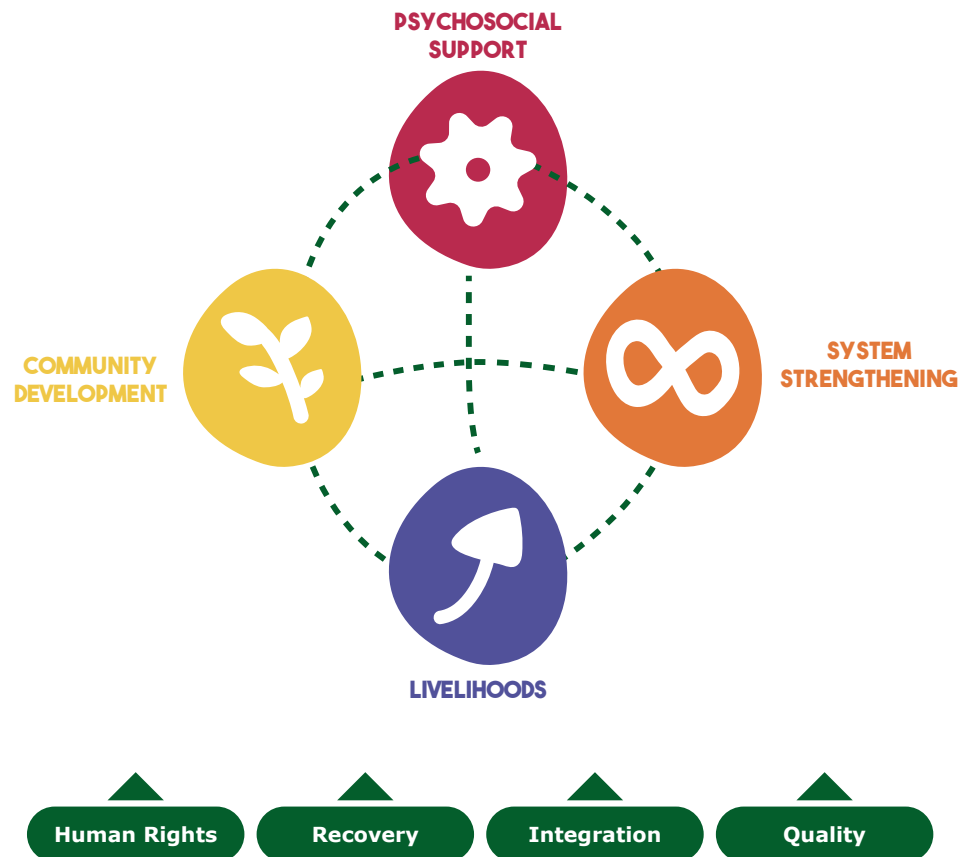 PSYCHOSOCIAL
SUPPORT
COMMUNITY
DEVELOPMENT
SYSTEM
STRENGTHENING
LIVELIHOODS
Human Rights
Recovery
Integration
Quality